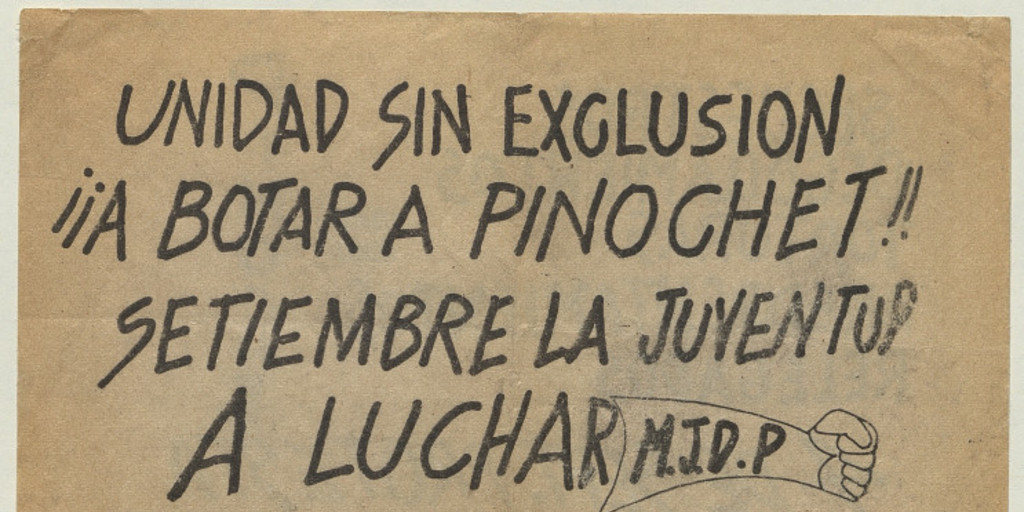 UNIDAD SIN EXCLUSION
¡¡A BOTAR A PINOCHET!!
SETIEMBRE LA JUVENTUD
A LUCHAR M.J.D.P